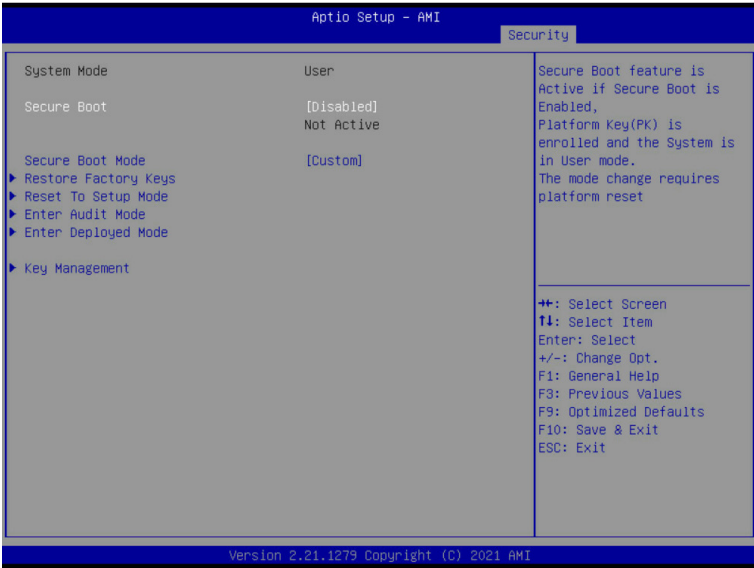 Aptio Setup – AMI
Security
System Mode User
Secure Boot [Disabled]
Not Active
Secure Boot Mode [Custom]
Restore Factory Keys
Reset To Setup Mode
Enter Audit Mode
Enter Deployed Mode
Key Management
Secure Boot feature is
Active if Secure Boot is
Enabled,
Platform Key(PK) is
enrolled and the System is
in User mode.
The mode change requires
platform reset
→←: Select Screen
↑↓: Select Item
Enter: Select
+/-: Change Opt.
F1: General Help
F3: Previous Values
F9: Optimized Defaults
F10: Save & Exit
ESC: Exit
Version 2.21.1279 Copyright (C) 2021 AMI